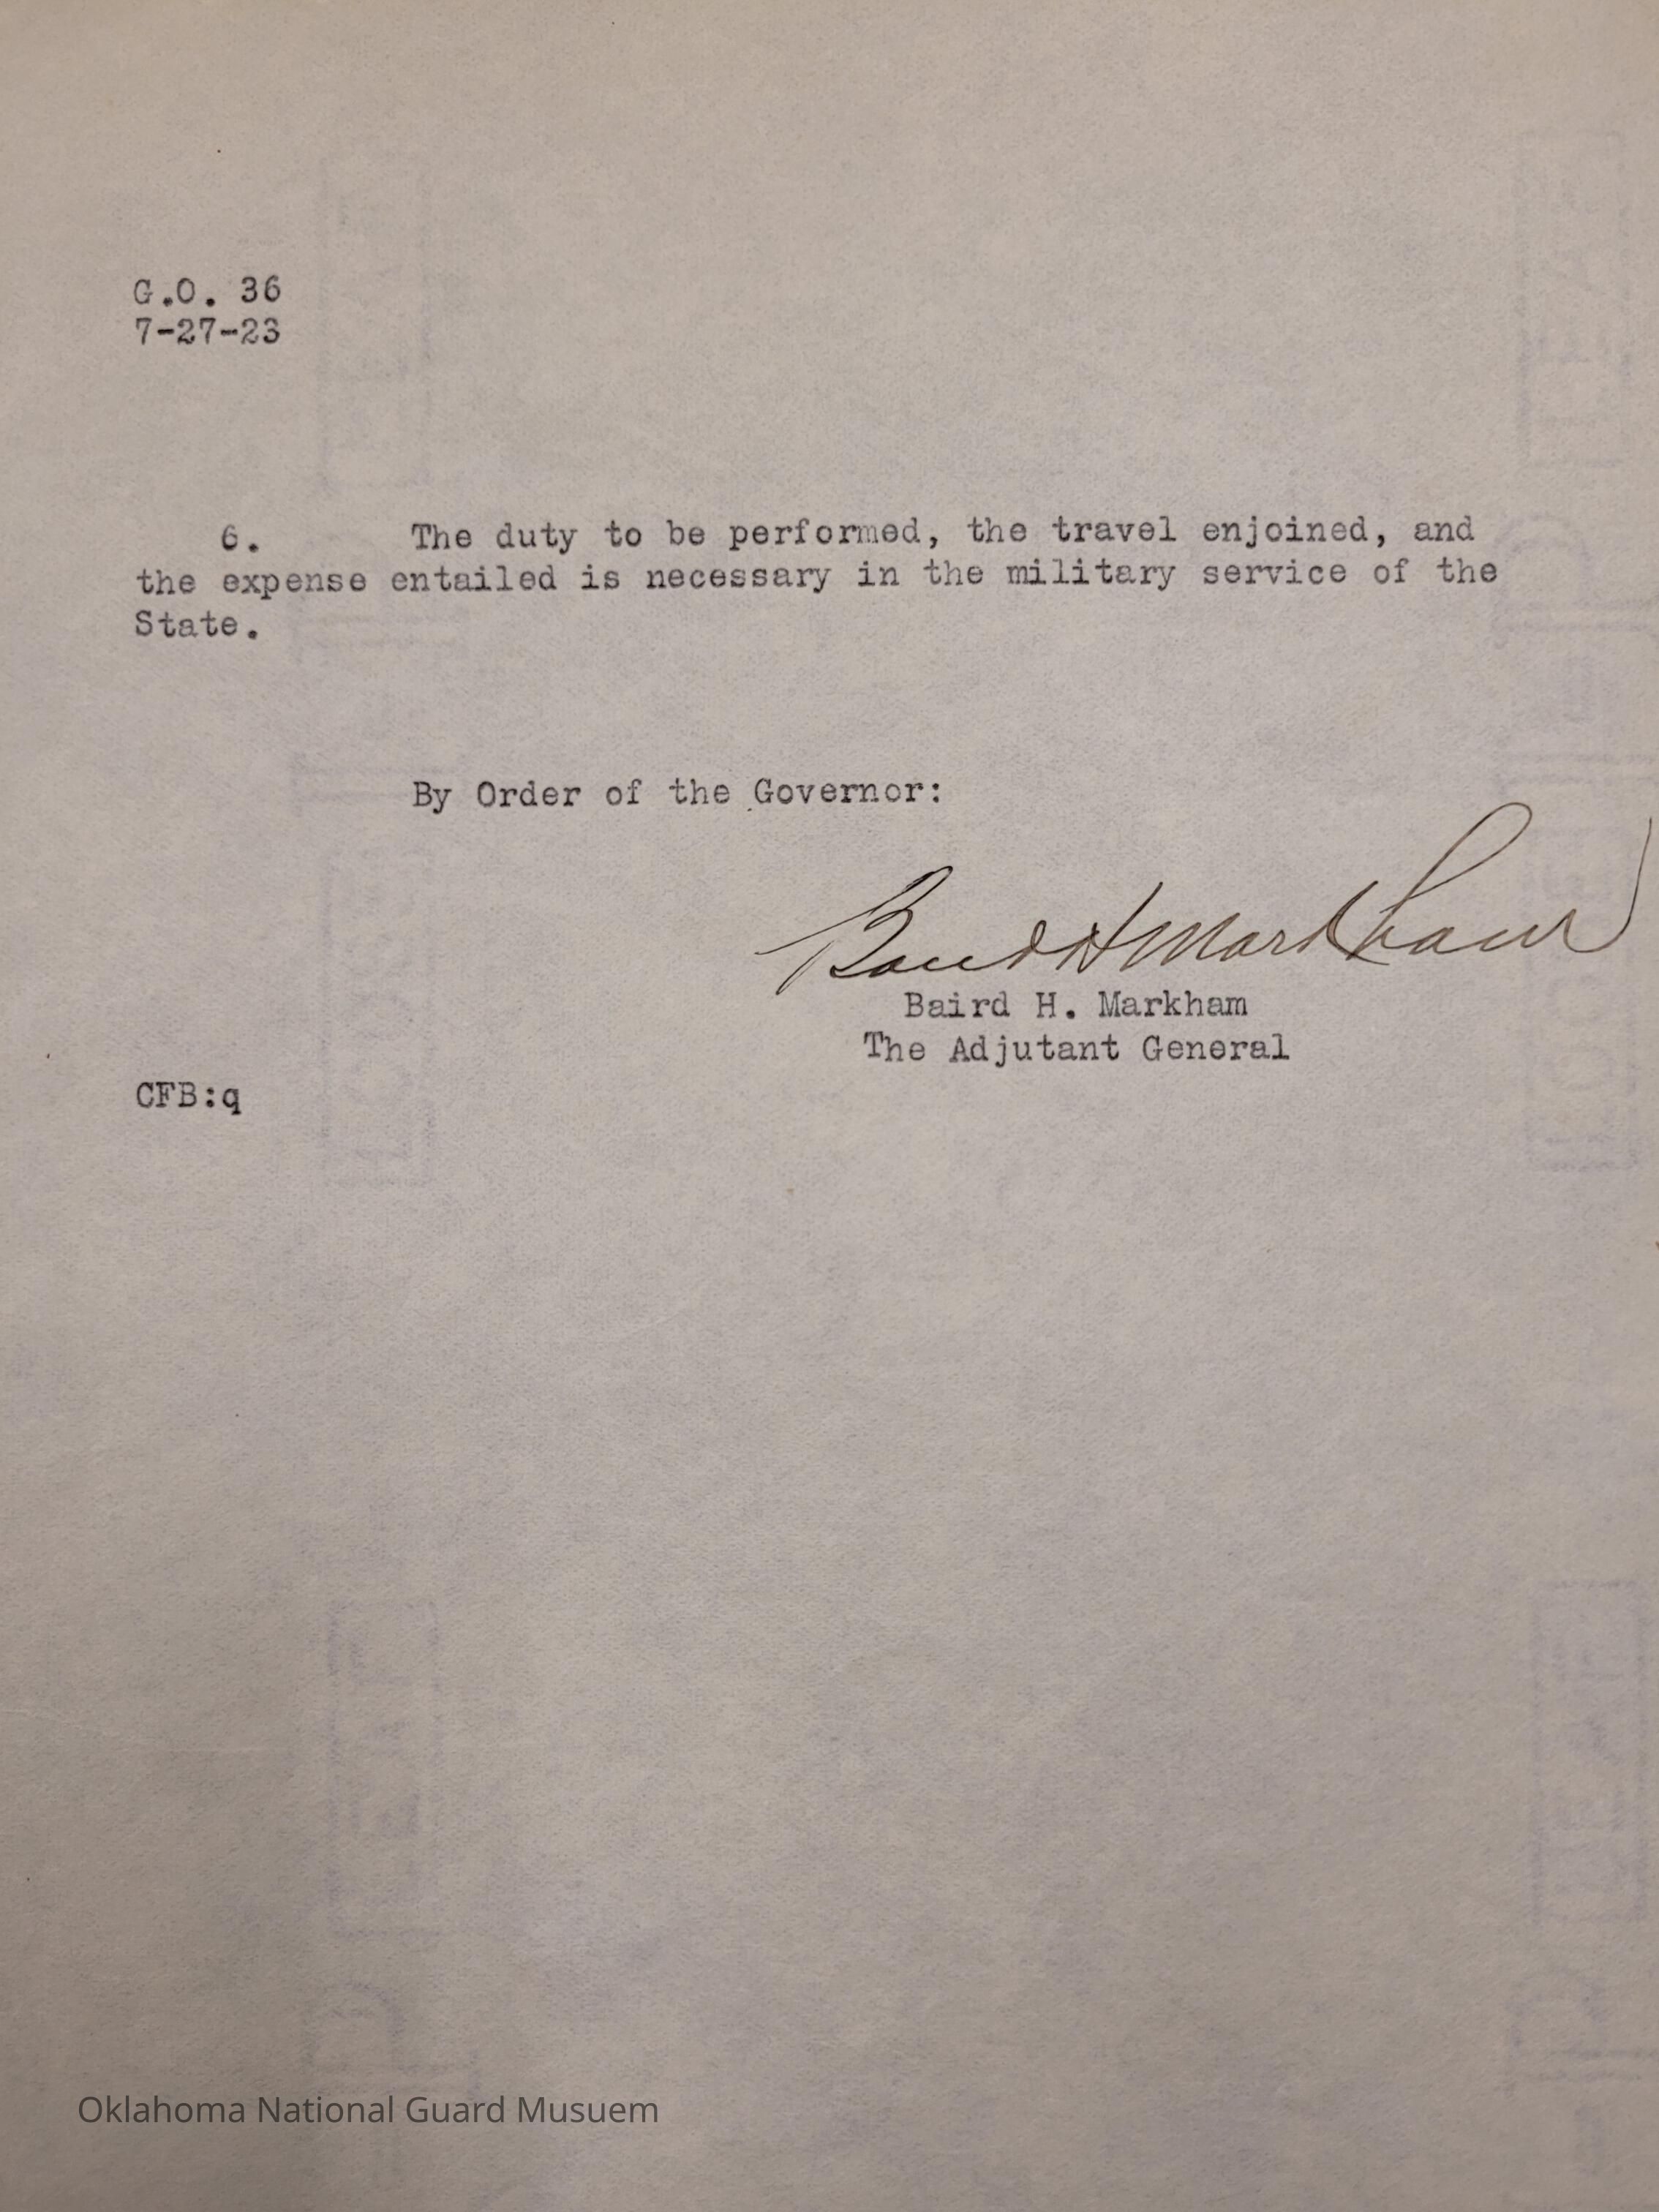 G.O. 36
7-27-23
6. The duty to be performed, the travel enjoined, and
the expense entailed is necessary in the military service of the
State.
By Order of the Governor:
Baird H Markham
Baird H. Markham
The Adjutant General
CFB:q
Oklahoma National Guard Musuem